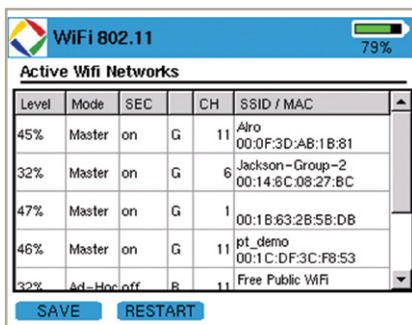 WiFi 802.11
79%
Active Wifi Networks
Level Mode SEC CH SSID / MAC
45% Master on G 11 Alro
00:0F:3D:AB:1B:81
32% Master on G 6 Jackson-Group-2
00:14:6C:08:27:BC
47% Master on G 1
00:1B:63:2B:5B:DB
46% Master on G 11 pt_demo
00:1C:DF:3C:F8:53
32% Ad-Hoc off B 11 Free Public WiFi
SAVE RESTART